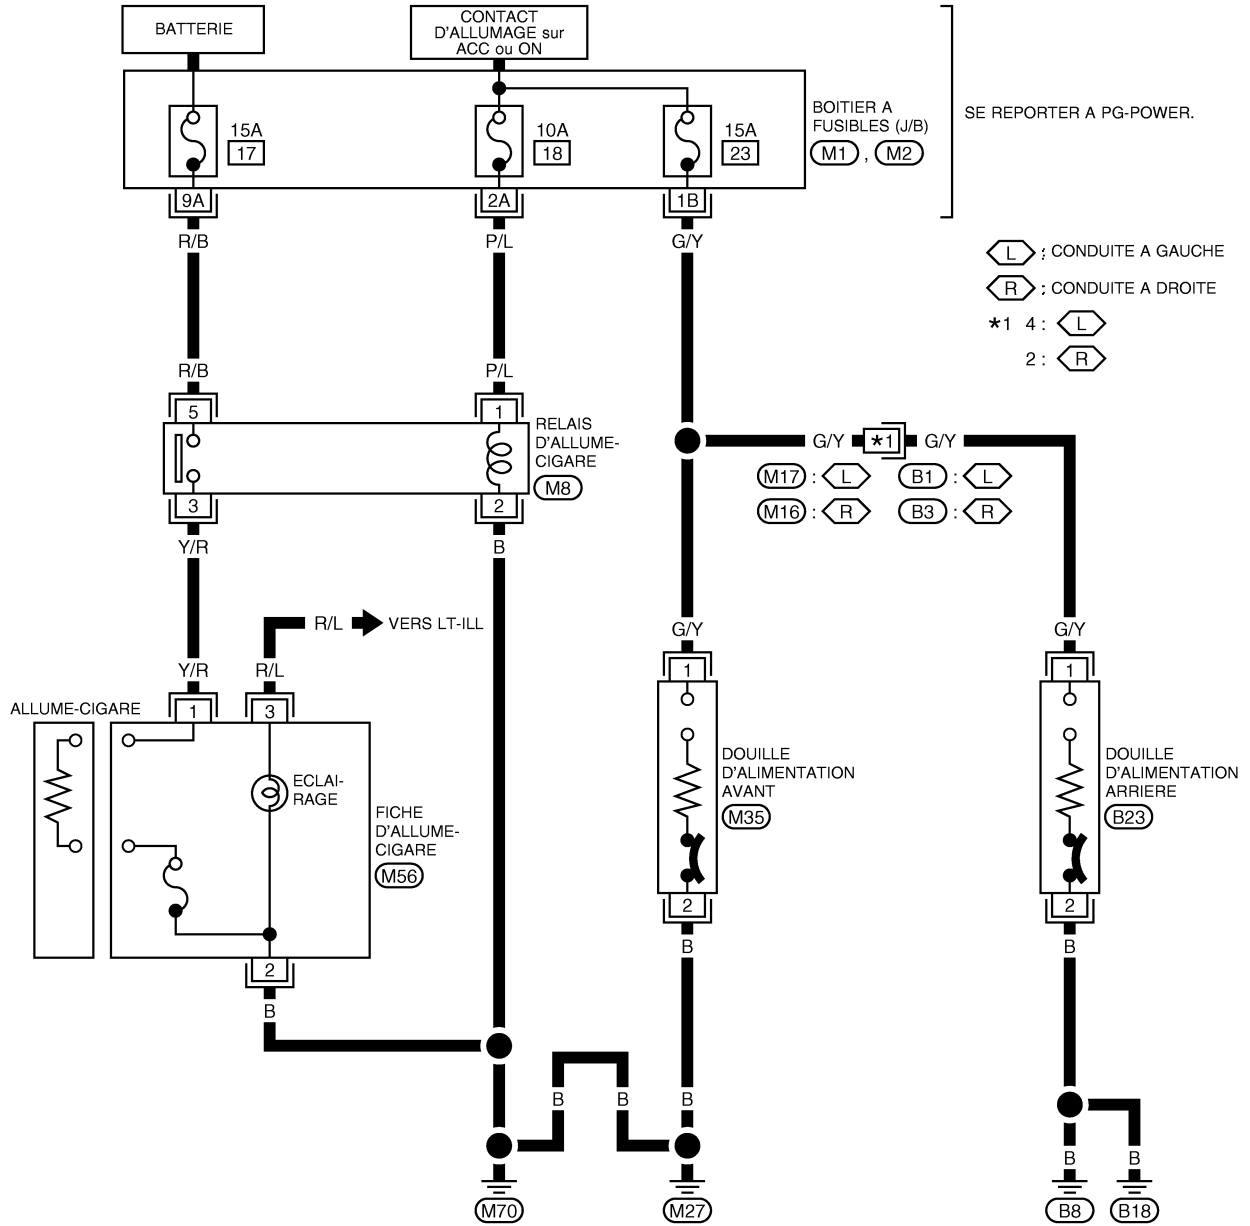 BATTERIE
CONTACT
D'ALLUMAGE sur
ACC ou ON
15A
17
10A
18
15A
23
BOITIER A
FUSIBLES (J/B)
M1 , M2
SE REPORTER A PG-POWER.
9A
2A
1B
R/B
P/L
G/Y
L : CONDUITE A GAUCHE
R : CONDUITE A DROITE
*1 4 : L
2 : R
R/B
P/L
5
1
RELAIS
D'ALLUME-
CIGARE
M8
G/Y
*1
G/Y
M17 : L
B1 : L
M16 : R
B3 : R
3
2
Y/R
B
R/L
VERS LT-ILL
G/Y
G/Y
Y/R
R/L
1
1
ALLUME-CIGARE
1
3
ECLAI-
RAGE
FICHE
D'ALLUME-
CIGARE
M56
DOUILLE
D'ALIMENTATION
AVANT
M35
DOUILLE
D'ALIMENTATION
ARRIERE
B23
2
2
B
B
2
B
B
B
B
B
B
M70
M27
B8
B18